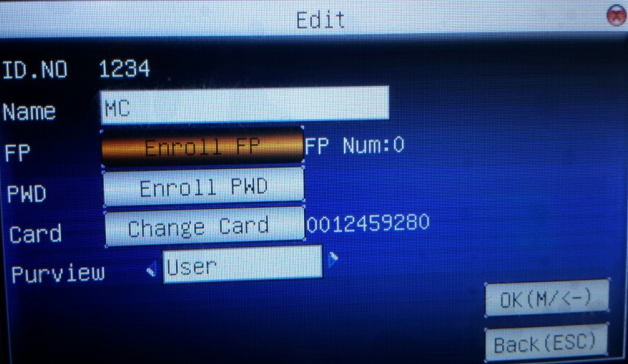 Edit
ID.NO 1234
Name MC
FP Enroll FP FP Num:0
PWD Enroll PWD
Card Change Card 0012459280
Purview User
OK(M/<-)
Back(ESC)